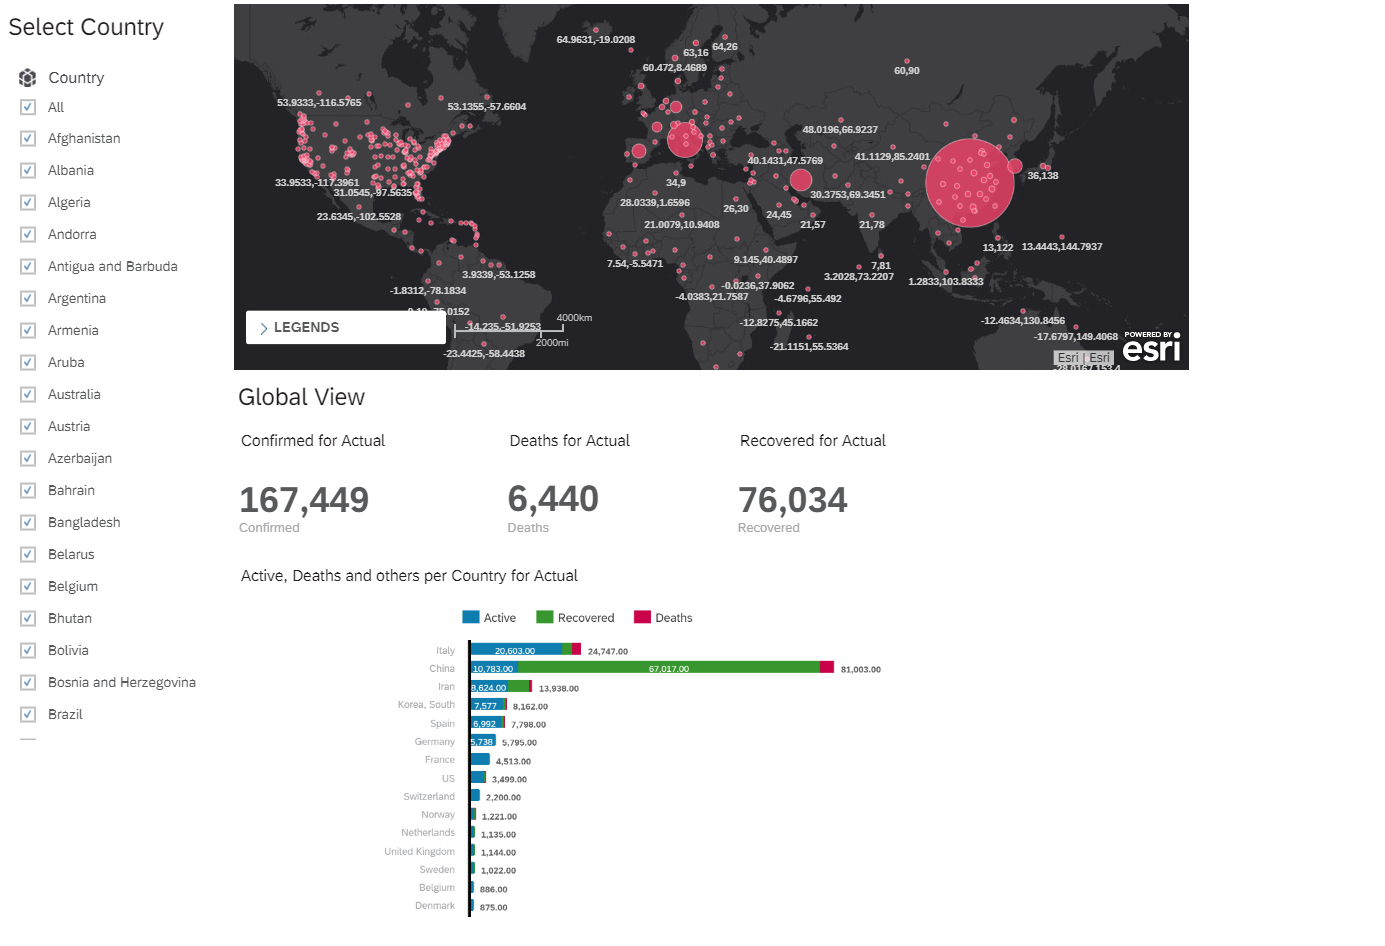 Select Country
Country
All
Afghanistan
Albania
Algeria
Andorra
Antigua and Barbuda
Argentina
Armenia
Aruba
Australia
Austria
Azerbaijan
Bahrain
Bangladesh
Belarus
Belgium
Bhutan
Bolivia
Bosnia and Herzegovina
Brazil
64.9631,-19.0208
63,16
64,26
60.472,8.4689
60,90
53.9333,-116.5765
53.1355,-57.6604
48.0196,66.9237
40.1431,47.5769
41.1129,85.2401
36,138
33.9533,-117.3961
31.0545,-97.5635
34,9
30.3753,69.3451
28.0339,1.6596
26,30
24,45
23.6345,-102.5528
21.0079,10.9408
21,57
21,78
13,122
13.4443,144.7937
7.54,-5.5471
9.145,40.4897
7,81
3.9339,-53.1258
3.2028,73.2207
1.2833,103.8333
-1.8312,-78.1834
-0.0236,37.9062
-4.0383,21.7587
-4.6796,55.492
-14.235,-51.9253
-12.8275,45.1662
-12.4634,130.8456
-17.6797,149.4068
-21.1151,55.5364
-23.4425,-58.4438
-28.0167,153.4
LEGENDS
4000km
2000mi
POWERED BY
esri
Esri | Esri
Global View
Confirmed for Actual
167,449
Confirmed
Deaths for Actual
6,440
Deaths
Recovered for Actual
76,034
Recovered
Active, Deaths and others per Country for Actual
Active Recovered Deaths
Italy 20,603.00 24,747.00
China 10,783.00 67,017.00 81,003.00
Iran 8,624.00 13,938.00
Korea, South 7,577 8,162.00
Spain 6,992 7,798.00
Germany 5,738 5,795.00
France 4,513.00
US 3,499.00
Switzerland 2,200.00
Norway 1,221.00
Netherlands 1,135.00
United Kingdom 1,144.00
Sweden 1,022.00
Belgium 886.00
Denmark 875.00